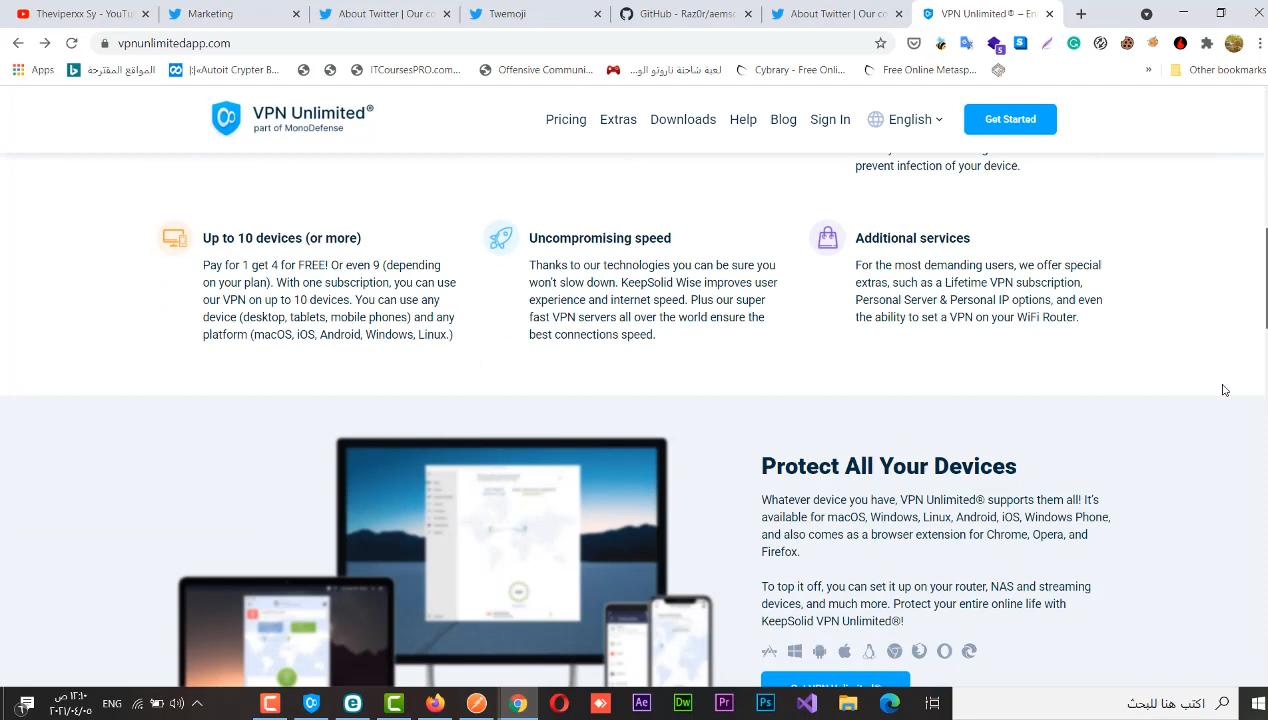 Thevipenxx Sy - YouTube
Marketing
About Twitter | Our co
Twemoji
GitHub - Raz0r/aemsc
About Twitter | Our co
VPN Unlimited® – En
vpnunlimitedapp.com
Apps
المواقع المقترحة
|‎·|<Autoit Crypter B...
ITCoursesPRO.com...
Offensive Communi...
Cybrary - Free Onli...
Free Online Metasp...
»
Other bookmarks
VPN Unlimited®
part of MonoDefense
Pricing
Extras
Downloads
Help
Blog
Sign In
English
Get Started
prevent infection of your device.
Up to 10 devices (or more)
Pay for 1 get 4 for FREE! Or even 9 (depending
on your plan). With one subscription, you can use
our VPN on up to 10 devices. You can use any
device (desktop, tablets, mobile phones) and any
platform (macOS, iOS, Android, Windows, Linux.)
Uncompromising speed
Thanks to our technologies you can be sure you
won't slow down. KeepSolid Wise improves user
experience and internet speed. Plus our super
fast VPN servers all over the world ensure the
best connections speed.
Additional services
For the most demanding users, we offer special
extras, such as a Lifetime VPN subscription,
Personal Server & Personal IP options, and even
the ability to set a VPN on your WiFi Router.
Protect All Your Devices
Whatever device you have, VPN Unlimited® supports them all! It's
available for macOS, Windows, Linux, Android, iOS, Windows Phone,
and also comes as a browser extension for Chrome, Opera, and
Firefox.
To top it off, you can set it up on your router, NAS and streaming
devices, and much more. Protect your entire online life with
KeepSolid VPN Unlimited®!
١٢:١٠ ص
ENG
Ae
Dw
Pr
Ps
اكتب هنا للبحث